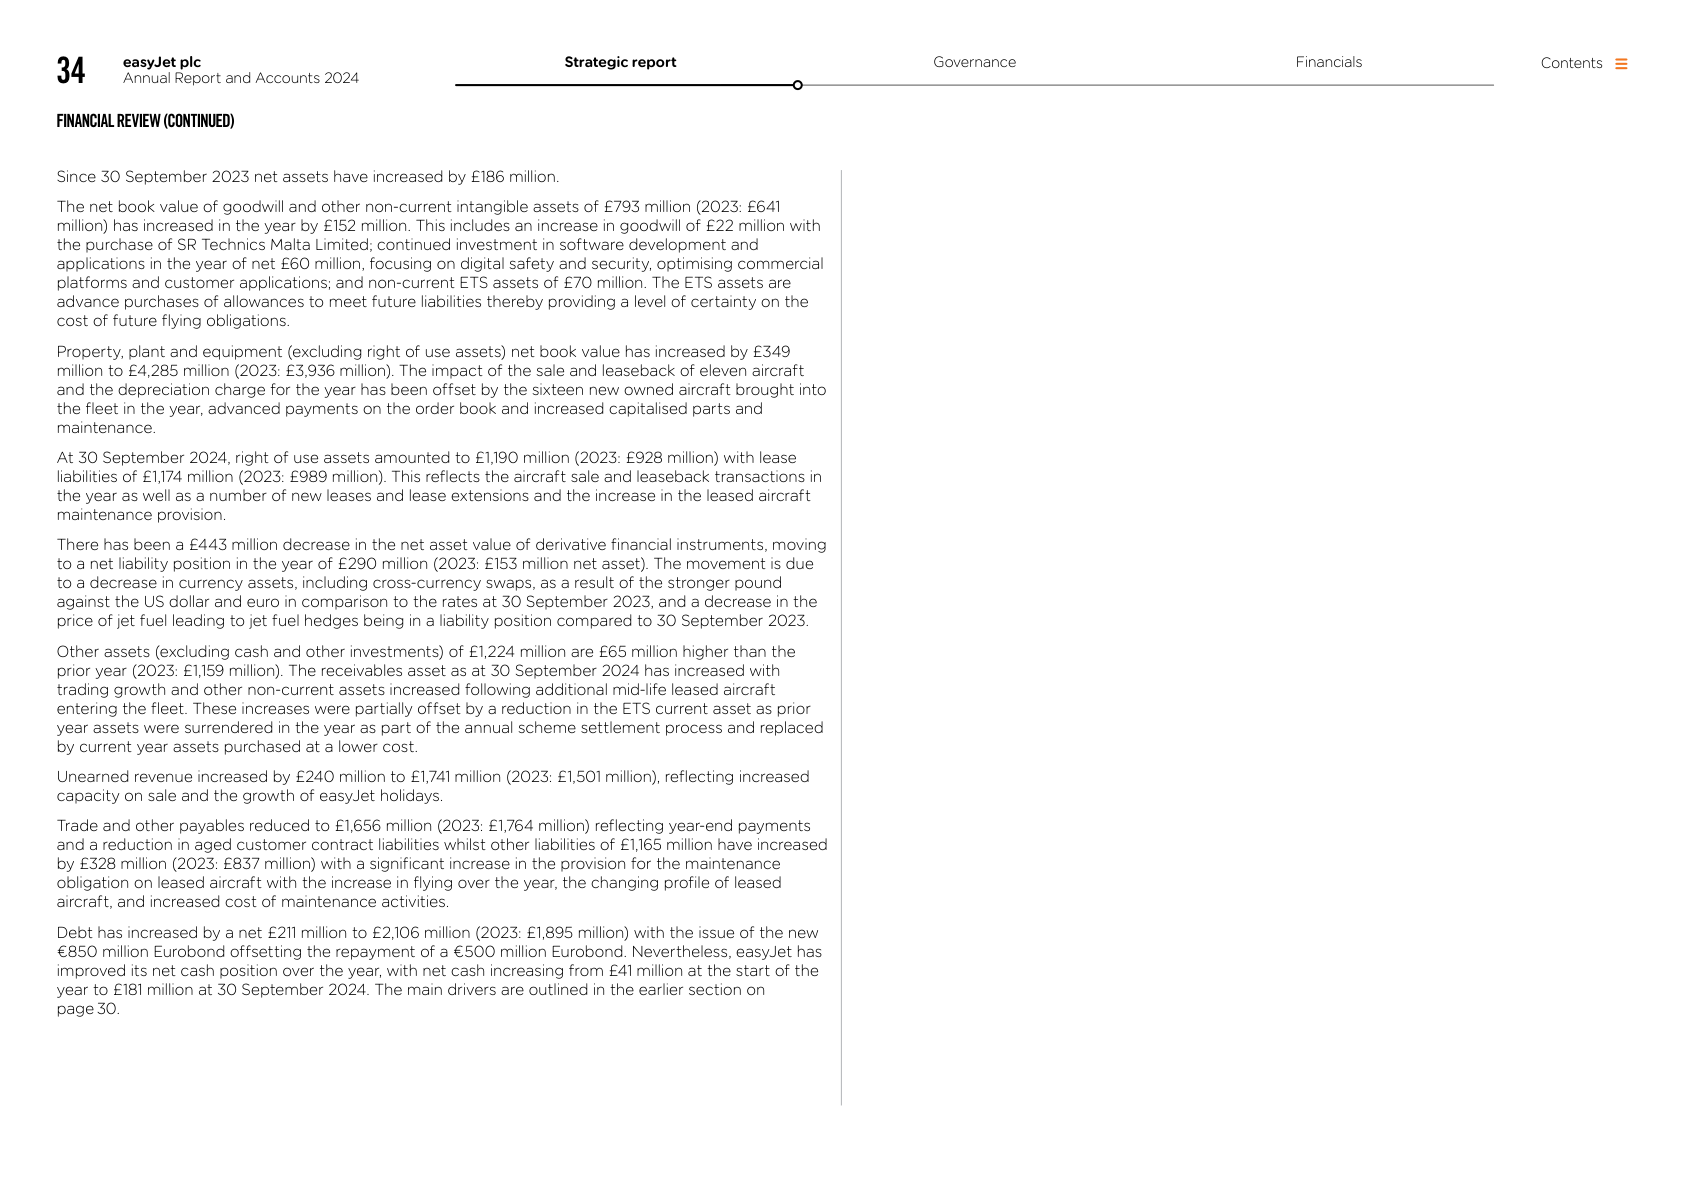 34
easyJet plc
Annual Report and Accounts 2024
Strategic report
Governance
Financials
Contents
FINANCIAL REVIEW (CONTINUED)
Since 30 September 2023 net assets have increased by £186 million.
The net book value of goodwill and other non-current intangible assets of £793 million (2023: £641
million) has increased in the year by £152 million. This includes an increase in goodwill of £22 million with
the purchase of SR Technics Malta Limited; continued investment in software development and
applications in the year of net £60 million, focusing on digital safety and security, optimising commercial
platforms and customer applications; and non-current ETS assets of £70 million. The ETS assets are
advance purchases of allowances to meet future liabilities thereby providing a level of certainty on the
cost of future flying obligations.
Property, plant and equipment (excluding right of use assets) net book value has increased by £349
million to £4,285 million (2023: £3,936 million). The impact of the sale and leaseback of eleven aircraft
and the depreciation charge for the year has been offset by the sixteen new owned aircraft brought into
the fleet in the year, advanced payments on the order book and increased capitalised parts and
maintenance.
At 30 September 2024, right of use assets amounted to £1,190 million (2023: £928 million) with lease
liabilities of £1,174 million (2023: £989 million). This reflects the aircraft sale and leaseback transactions in
the year as well as a number of new leases and lease extensions and the increase in the leased aircraft
maintenance provision.
There has been a £443 million decrease in the net asset value of derivative financial instruments, moving
to a net liability position in the year of £290 million (2023: £153 million net asset). The movement is due
to a decrease in currency assets, including cross-currency swaps, as a result of the stronger pound
against the US dollar and euro in comparison to the rates at 30 September 2023, and a decrease in the
price of jet fuel leading to jet fuel hedges being in a liability position compared to 30 September 2023.
Other assets (excluding cash and other investments) of £1,224 million are £65 million higher than the
prior year (2023: £1,159 million). The receivables asset as at 30 September 2024 has increased with
trading growth and other non-current assets increased following additional mid-life leased aircraft
entering the fleet. These increases were partially offset by a reduction in the ETS current asset as prior
year assets were surrendered in the year as part of the annual scheme settlement process and replaced
by current year assets purchased at a lower cost.
Unearned revenue increased by £240 million to £1,741 million (2023: £1,501 million), reflecting increased
capacity on sale and the growth of easyJet holidays.
Trade and other payables reduced to £1,656 million (2023: £1,764 million) reflecting year-end payments
and a reduction in aged customer contract liabilities whilst other liabilities of £1,165 million have increased
by £328 million (2023: £837 million) with a significant increase in the provision for the maintenance
obligation on leased aircraft with the increase in flying over the year, the changing profile of leased
aircraft, and increased cost of maintenance activities.
Debt has increased by a net £211 million to £2,106 million (2023: £1,895 million) with the issue of the new
€850 million Eurobond offsetting the repayment of a €500 million Eurobond. Nevertheless, easyJet has
improved its net cash position over the year, with net cash increasing from £41 million at the start of the
year to £181 million at 30 September 2024. The main drivers are outlined in the earlier section on
page 30.